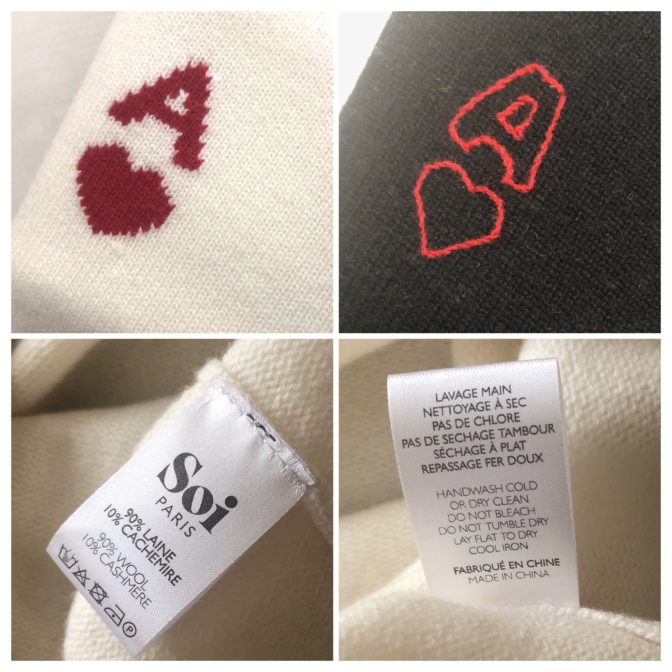 A
A
Soi
PARIS
90% LAINE
10% CACHEMIRE
90% WOOL
10% CASHMERE
P
LAVAGE MAIN
NETTOYAGE À SEC
PAS DE CHLORE
PAS DE SECHAGE TAMBOUR
SÉCHAGE À PLAT
REPASSAGE FER DOUX
HANDWASH COLD
OR DRY CLEAN
DO NOT BLEACH
DO NOT TUMBLE DRY
LAY FLAT TO DRY
COOL IRON
FABRIQUÉ EN CHINE
MADE IN CHINA